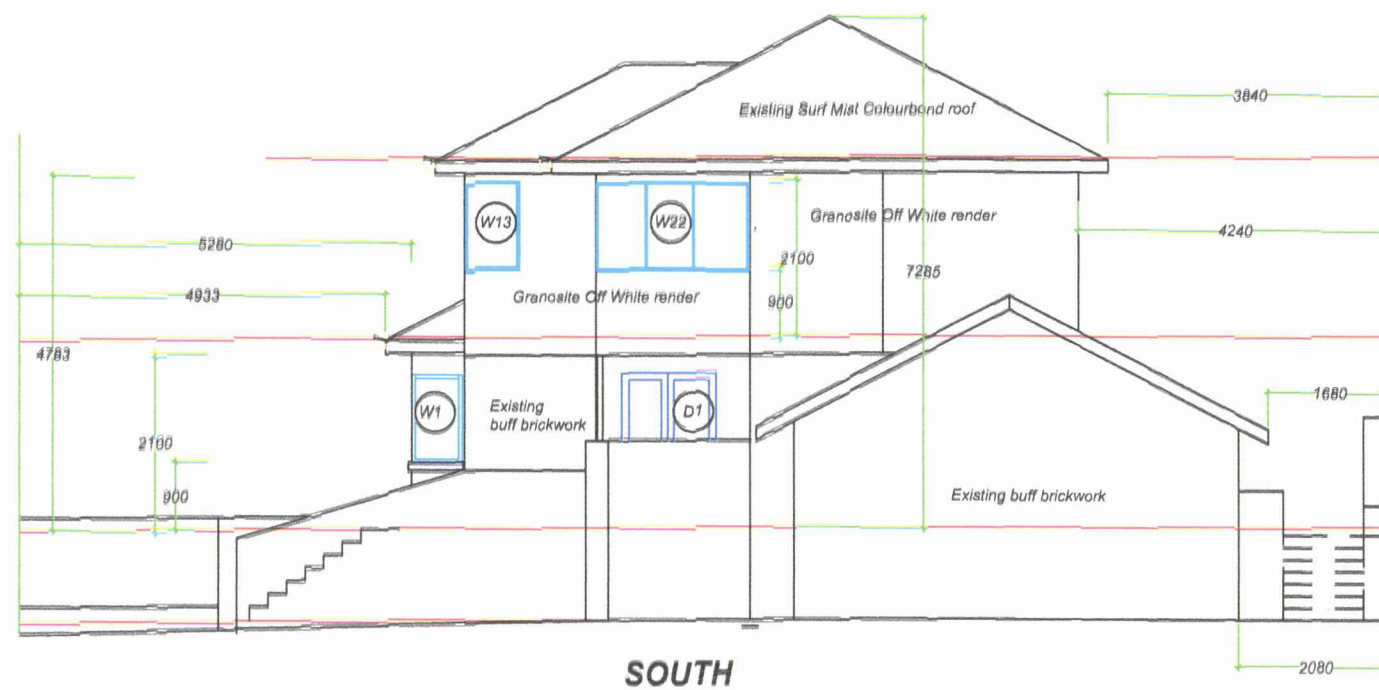 3840
Existing Surf Mist Colourbond roof
W13
W22
Granosite Off White render
5280
4240
2100
7285
4933
Granosite Off White render
900
4783
1680
W1
Existing
buff brickwork
D1
2100
900
Existing buff brickwork
SOUTH
2080